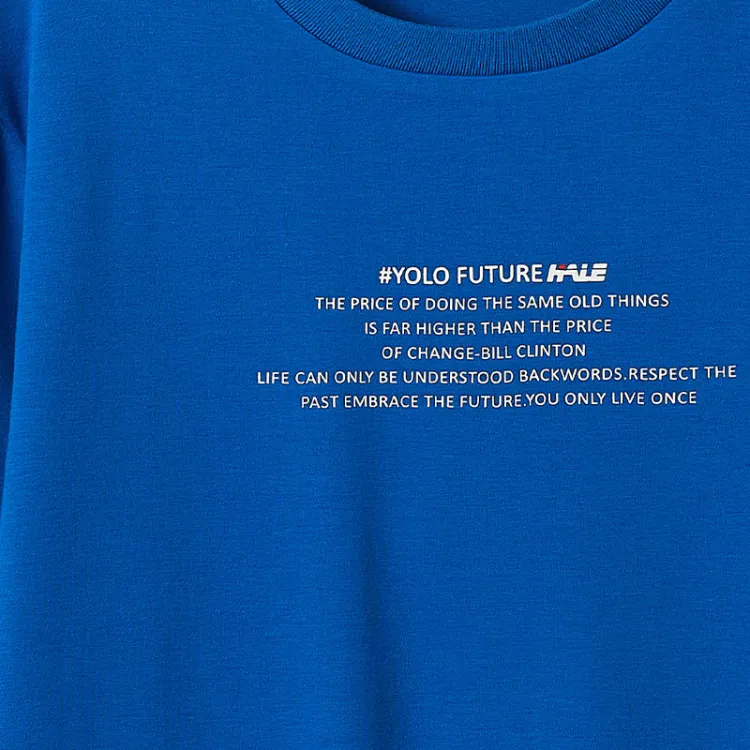 #YOLO FUTURE HALE
THE PRICE OF DOING THE SAME OLD THINGS
IS FAR HIGHER THAN THE PRICE
OF CHANGE-BILL CLINTON
LIFE CAN ONLY BE UNDERSTOOD BACKWORDS.RESPECT THE
PAST EMBRACE THE FUTURE.YOU ONLY LIVE ONCE